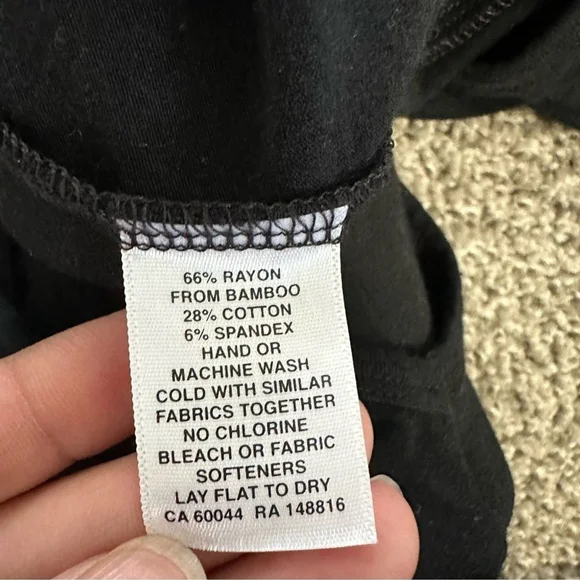 66% RAYON
FROM BAMBOO
28% COTTON
6% SPANDEX
HAND OR
MACHINE WASH
COLD WITH SIMILAR
FABRICS TOGETHER
NO CHLORINE
BLEACH OR FABRIC
SOFTENERS
LAY FLAT TO DRY
CA 60044 RA 148816